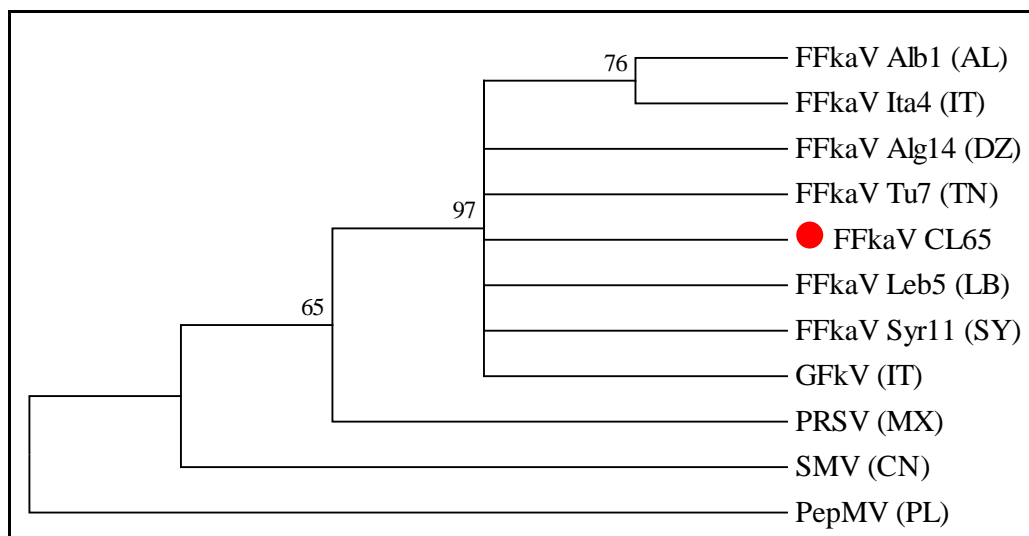 76
FFkaV Alb1 (AL)
FFkaV Ita4 (IT)
FFkaV Alg14 (DZ)
FFkaV Tu7 (TN)
97
FFkaV CL65
FFkaV Leb5 (LB)
65
FFkaV Syr11 (SY)
GFkV (IT)
PRSV (MX)
SMV (CN)
PepMV (PL)